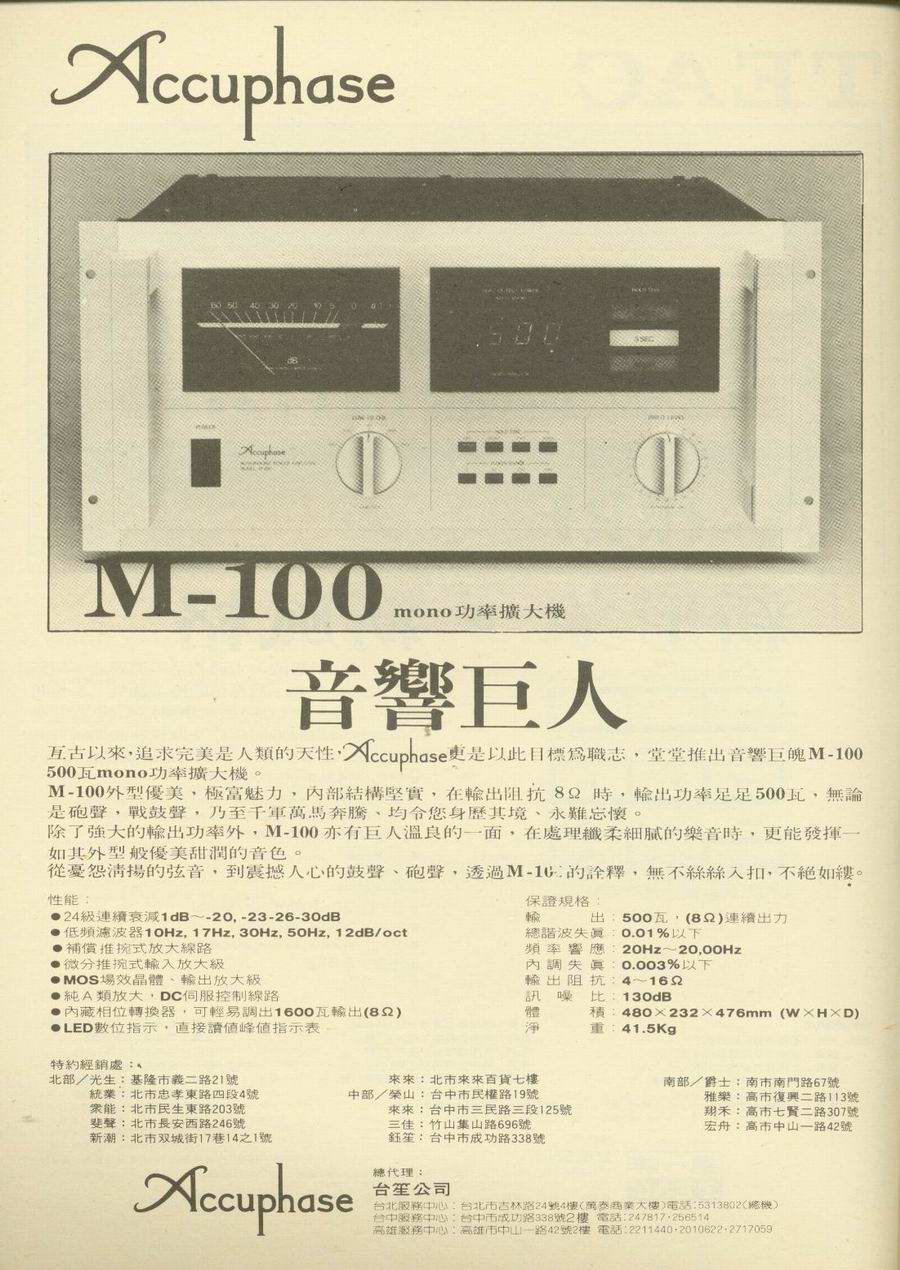 Accuphase
50 40 30 20 10 5 0
dB
500
5 SEC
POWER
Accuphase
M-100 mono功率擴大機
音響巨人
亙古以來,追求完美是人類的天性,Accuphase更是以此目標為職志，堂堂推出音響巨魄M-100
500瓦mono功率擴大機。
M-100外型優美，極富魅力，內部結構堅實，在輸出阻抗 8Ω 時，輸出功率足足500瓦，無論
是砲聲，戰鼓聲，乃至千軍萬馬奔騰、均令您身歷其境、永難忘懷。
除了強大的輸出功率外，M-100 亦有巨人溫良的一面，在處理纖柔細膩的樂音時，更能發揮一
如其外型般優美甜潤的音色。
從憂怨清揚的弦音，到震撼人心的鼓聲、砲聲，透過M-10 的詮釋，無不絲絲入扣，不絕如縷。
性能：
●24級連續衰減1dB～-20, -23-26-30dB
●低頻濾波器10Hz, 17Hz, 30Hz, 50Hz, 12dB/oct
●補償推挽式放大線路
●微分推挽式輸入放大級
●MOS場效晶體、輸出放大級
●純A類放大，DC伺服控制線路
●內藏相位轉換器，可輕易調出1600瓦輸出(8Ω)
●LED數位指示，直接讀值峰值指示表
保證規格：
輸出：500瓦，(8Ω)連續出力
總諧波失眞：0.01%以下
頻率響應：20Hz～20,00Hz
內調失眞：0.003%以下
輸出阻抗：4～16Ω
訊噪比：130dB
體積：480×232×476mm (W×H×D)
淨重：41.5Kg
特約經銷處：
北部／光生：基隆市義二路21號
統業：北市忠孝東路四段4號
衆能：北市民生東路203號
斐聲：北市長安西路246號
新潮：北市双城街17巷14之1號
來來：北市來來百貨七樓
中部／榮山：台中市民權路19號
來來：台中市三民路三段125號
三佳：竹山集山路696號
鈺笙：台中市成功路338號
南部／爵士：南市南門路67號
雅樂：高市復興二路113號
翔禾：高市七賢二路307號
宏舟：高市中山一路42號
Accuphase
總代理：
台笙公司
台北服務中心：台北市吉林路24號4樓(萬泰商業大樓)電話:5313802(總機)
台中服務中心：台中市成功路338號2樓 電話:247817·256514
高雄服務中心：高雄市中山一路42號2樓 電話:2211440·2010622·2717059